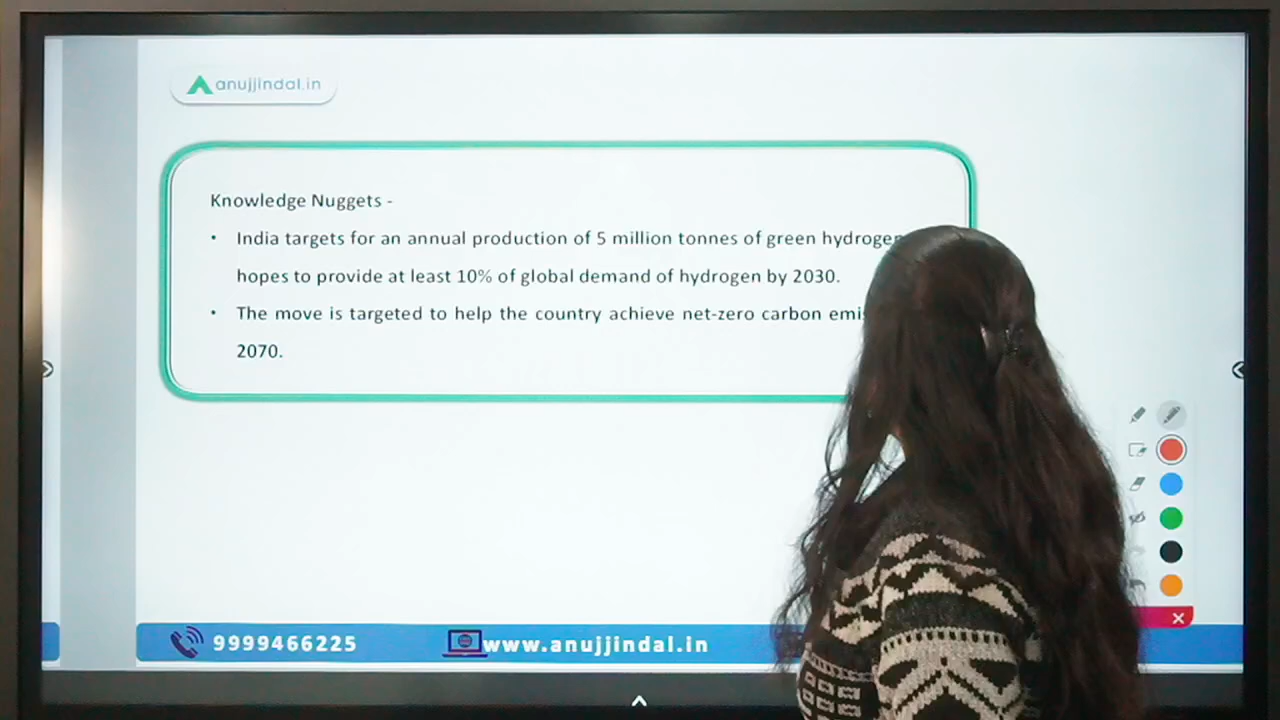 anujjindal.in
Knowledge Nuggets -
• India targets for an annual production of 5 million tonnes of green hydrogen
hopes to provide at least 10% of global demand of hydrogen by 2030.
• The move is targeted to help the country achieve net-zero carbon
2070.
9999466225 www.anujjindal.in